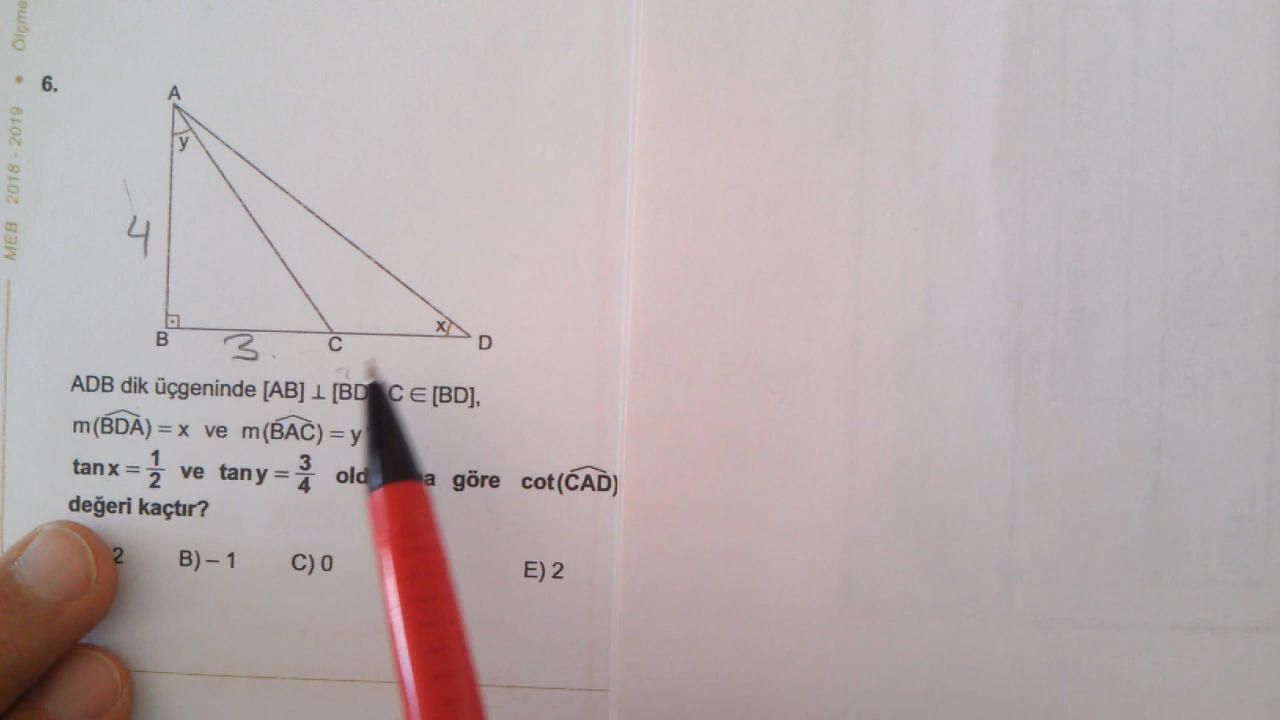 MEB 2018 - 2019 • Ölçme
6.
A
y
4
x
B
C
D
3
ADB dik üçgeninde [AB] ⊥ [BD C ∈ [BD],
m(BDA) = x ve m(BAC) = y
tan x = 1/2 ve tan y = 3/4 old a göre cot(CAD)
değeri kaçtır?
2 B) – 1 C) 0 E) 2